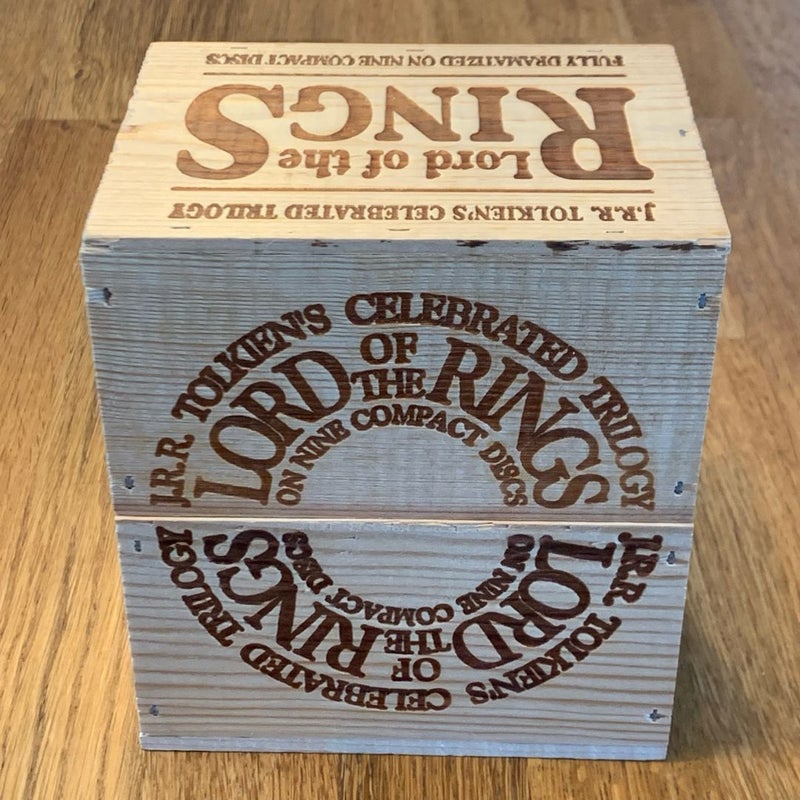 FULLY DRAMATIZED ON NINE COMPACT DISCS
RINGS
Lord of the
J.R.R. TOLKIEN'S CELEBRATED TRILOGY
J.R.R. TOLKIEN'S CELEBRATED TRILOGY
LORD OF THE RINGS
ON NINE COMPACT DISCS
J.R.R. TOLKIEN'S CELEBRATED TRILOGY
LORD OF THE RINGS
ON NINE COMPACT DISCS